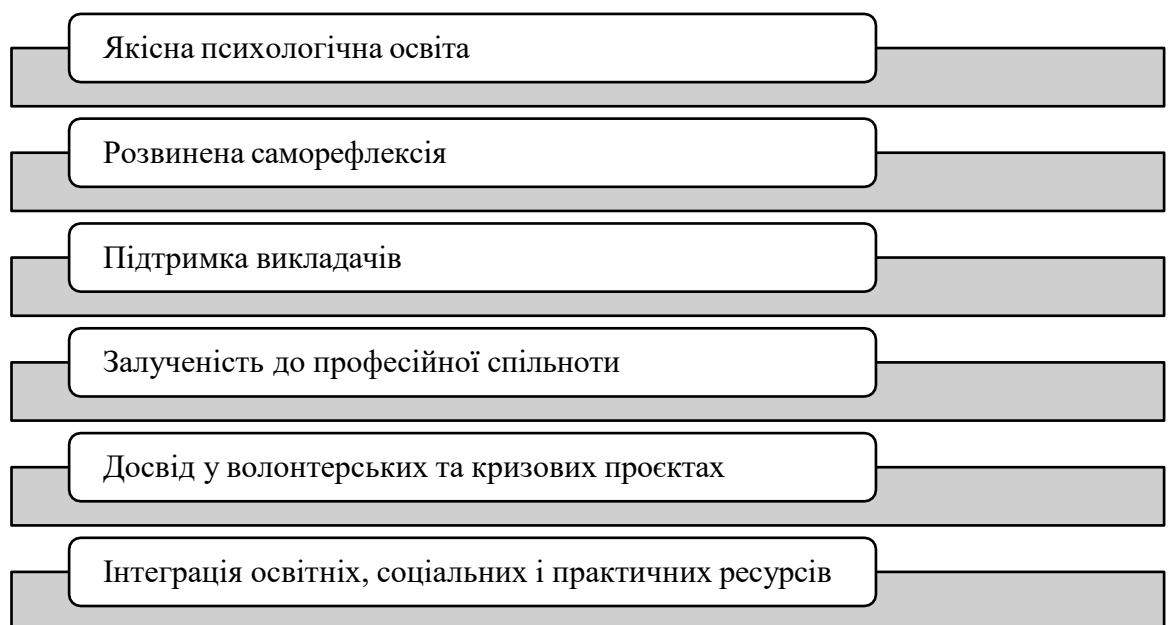 Якісна психологічна освіта
Розвинена саморефлексія
Підтримка викладачів
Залученість до професійної спільноти
Досвід у волонтерських та кризових проєктах
Інтеграція освітніх, соціальних і практичних ресурсів